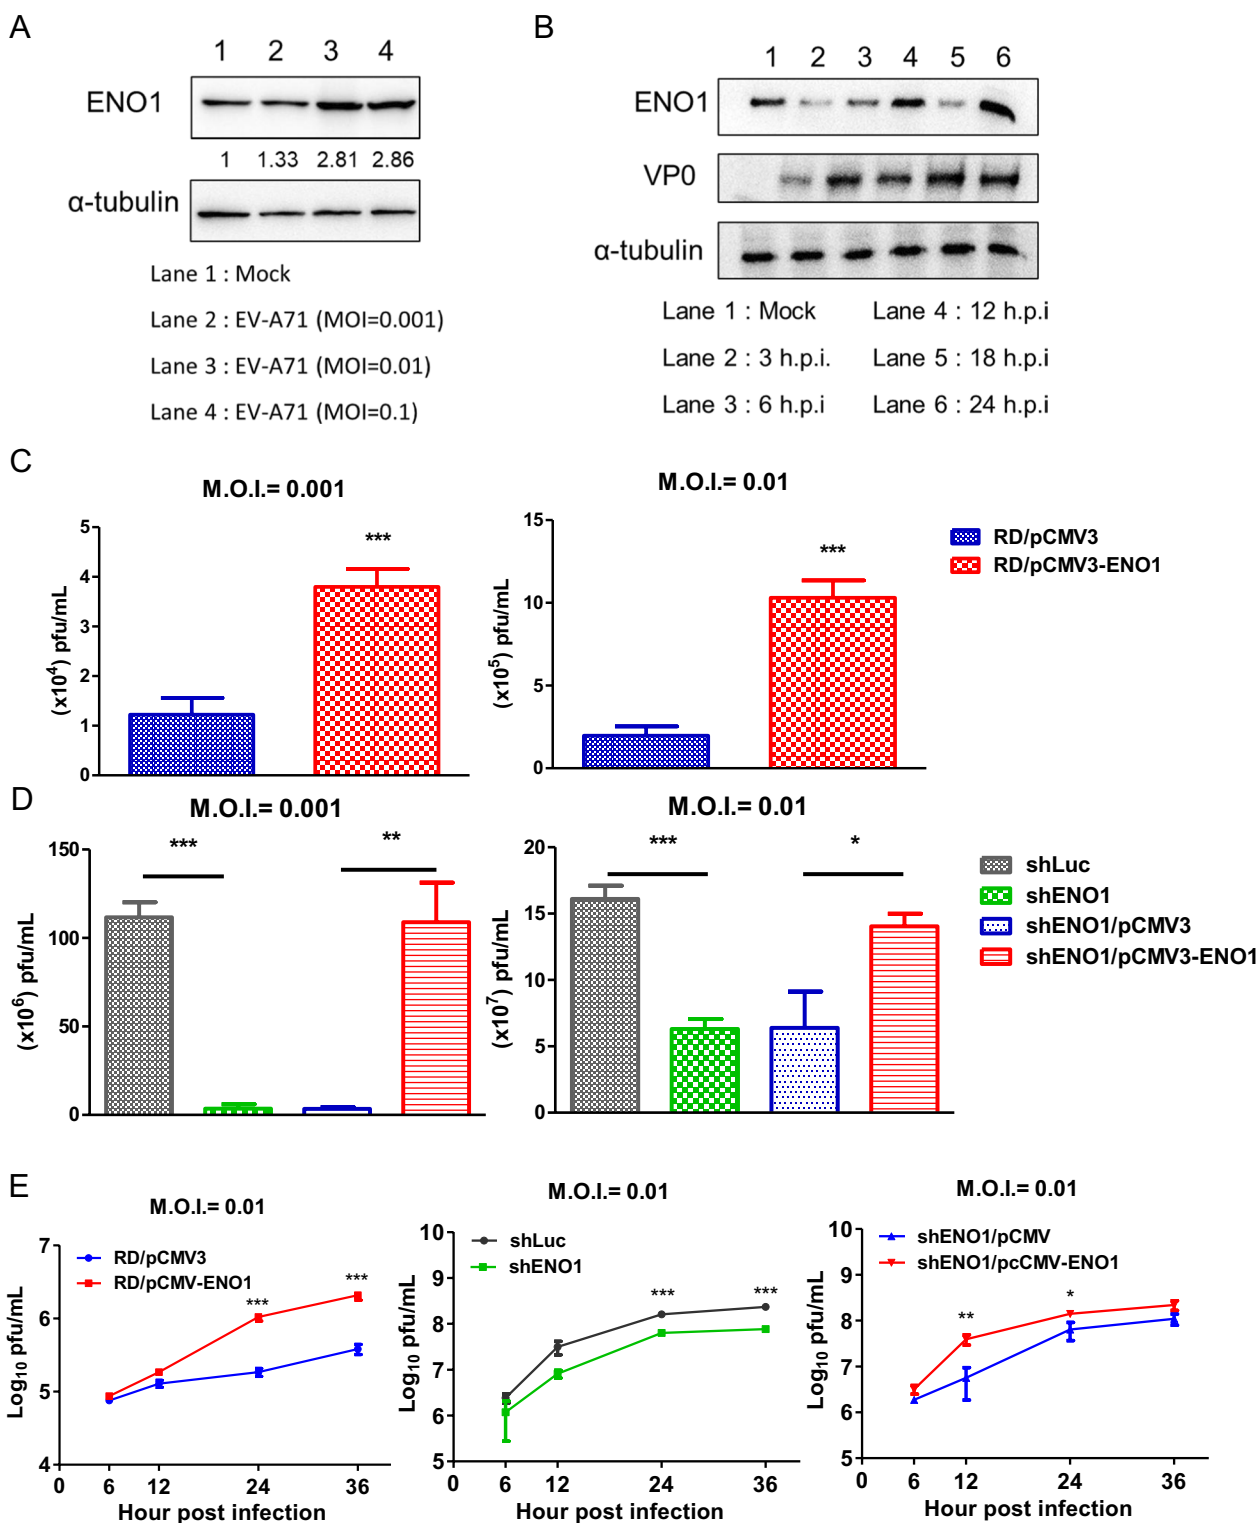 A
1 2 3 4
ENO1
1 1.33 2.81 2.86
α-tubulin
Lane 1 : Mock
Lane 2 : EV-A71 (MOI=0.001)
Lane 3 : EV-A71 (MOI=0.01)
Lane 4 : EV-A71 (MOI=0.1)
B
1 2 3 4 5 6
ENO1
VP0
α-tubulin
Lane 1 : Mock Lane 4 : 12 h.p.i
Lane 2 : 3 h.p.i. Lane 5 : 18 h.p.i
Lane 3 : 6 h.p.i Lane 6 : 24 h.p.i
C
M.O.I.= 0.001
(x10⁴) pfu/mL
5
4
3
2
1
0
***
M.O.I.= 0.01
(x10⁵) pfu/mL
15
10
5
0
***
RD/pCMV3
RD/pCMV3-ENO1
D
M.O.I.= 0.001
(x10⁶) pfu/mL
150
100
50
0
*** **
M.O.I.= 0.01
(x10⁷) pfu/mL
20
15
10
5
0
*** *
shLuc
shENO1
shENO1/pCMV3
shENO1/pCMV3-ENO1
E
M.O.I.= 0.01
Log₁₀ pfu/mL
7
6
5
4
RD/pCMV3
RD/pCMV-ENO1
*** ***
0 6 12 24 36
Hour post infection
M.O.I.= 0.01
Log₁₀ pfu/mL
10
9
8
7
6
5
shLuc
shENO1
*** ***
0 6 12 24 36
Hour post infection
M.O.I.= 0.01
Log₁₀ pfu/mL
10
9
8
7
6
5
shENO1/pCMV
shENO1/pcCMV-ENO1
** *
0 6 12 24 36
Hour post infection